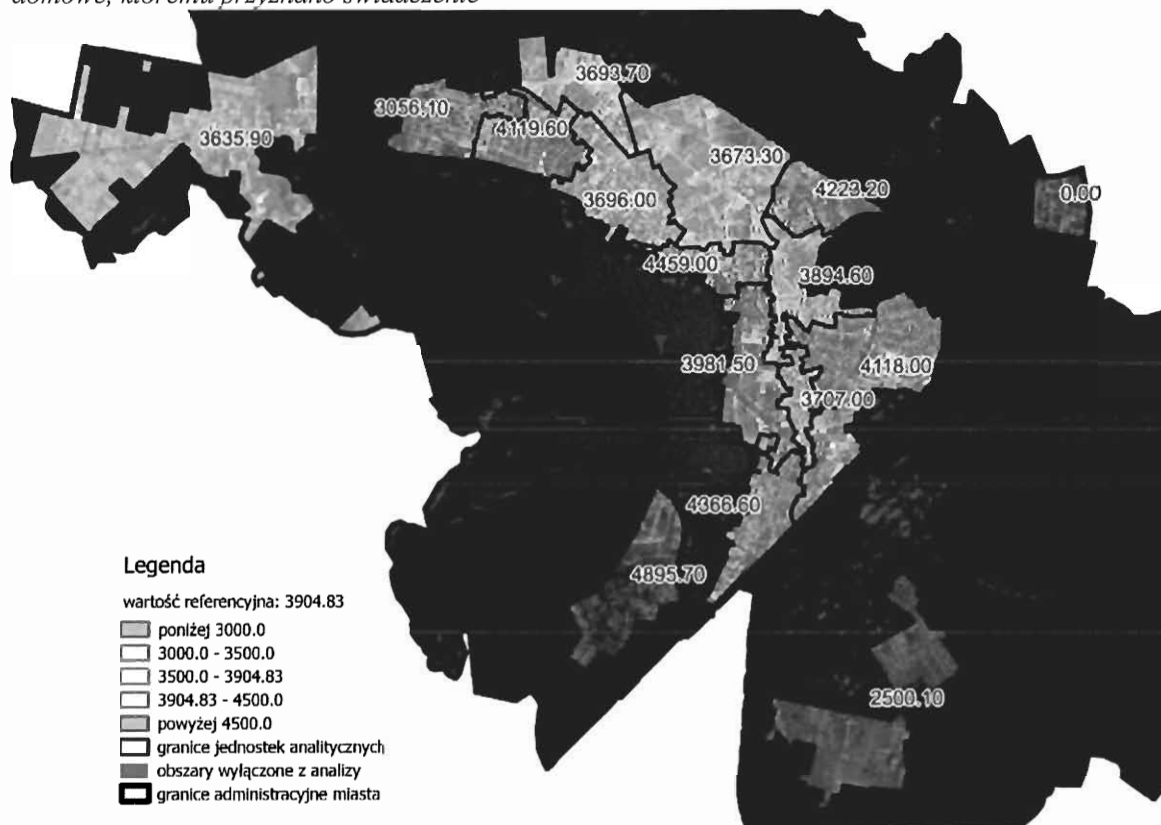 domowe, któremu przyznano świadczenie
3693.70
3056.10
4119.60
3635.90
3673.30
4223.20
0.00
3696.00
4459.00
3894.60
3981.50
4118.00
3707.00
4366.60
4895.70
2500.10
Legenda
wartość referencyjna: 3904.83
poniżej 3000.0
3000.0 - 3500.0
3500.0 - 3904.83
3904.83 - 4500.0
powyżej 4500.0
granice jednostek analitycznych
obszary wyłączone z analizy
granice administracyjne miasta